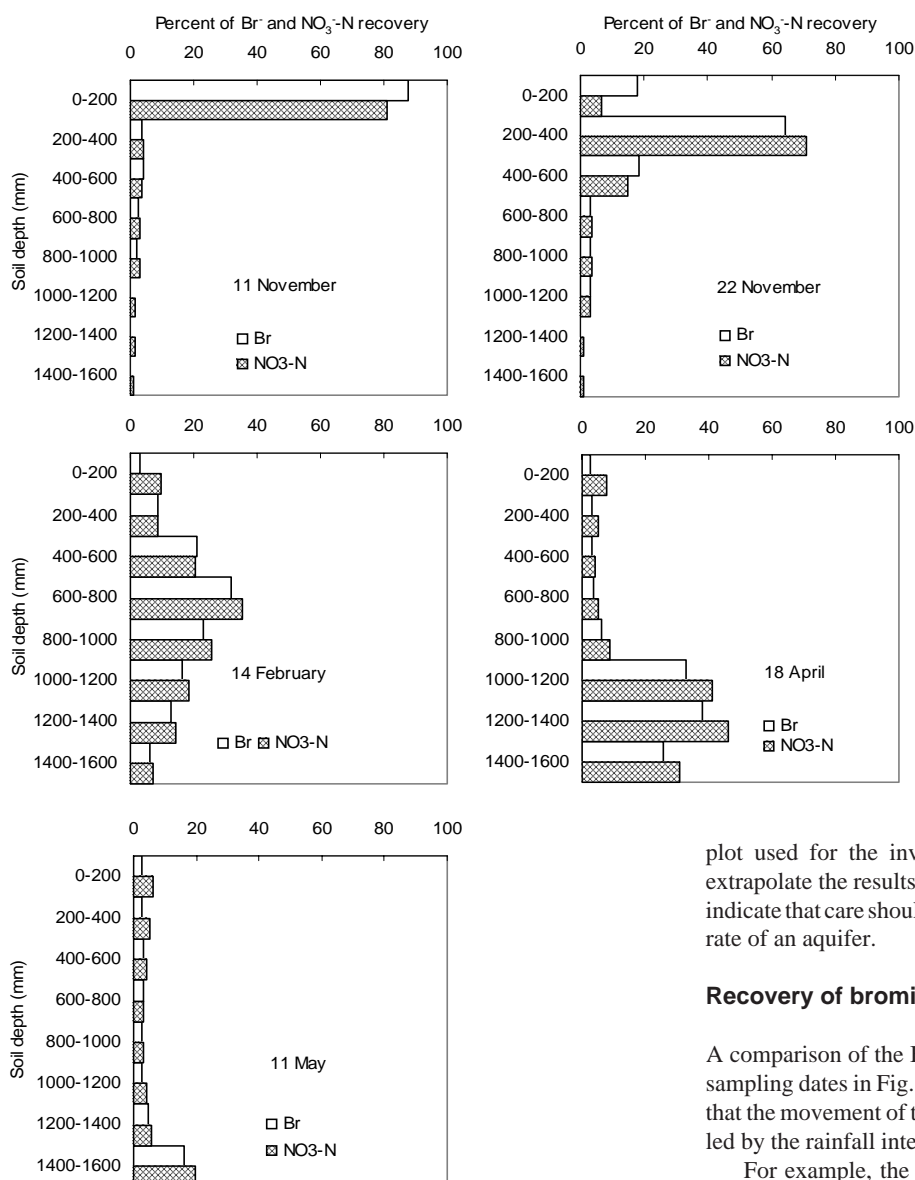 Percent of Br- and NO3--N recovery
0 20 40 60 80 100
Soil depth (mm)
0-200
200-400
400-600
600-800
800-1000
1000-1200
1200-1400
1400-1600
11 November
Br
NO3-N
Percent of Br- and NO3--N recovery
0 20 40 60 80 100
0-200
200-400
400-600
600-800
800-1000
1000-1200
1200-1400
1400-1600
22 November
Br
NO3-N
0 20 40 60 80 100
Soil depth (mm)
0-200
200-400
400-600
600-800
800-1000
1000-1200
1200-1400
1400-1600
14 February
Br NO3-N
0 20 40 60 80 100
0-200
200-400
400-600
600-800
800-1000
1000-1200
1200-1400
1400-1600
18 April
Br
NO3-N
0 20 40 60 80 100
Soil depth (mm)
0-200
200-400
400-600
600-800
800-1000
1000-1200
1200-1400
1400-1600
11 May
Br
NO3-N
plot used for the
extrapolate the results
indicate that care
rate of an aquifer.
Recovery of
A comparison of the
sampling dates in Fig.
that the movement of
led by the rainfall
For example, the